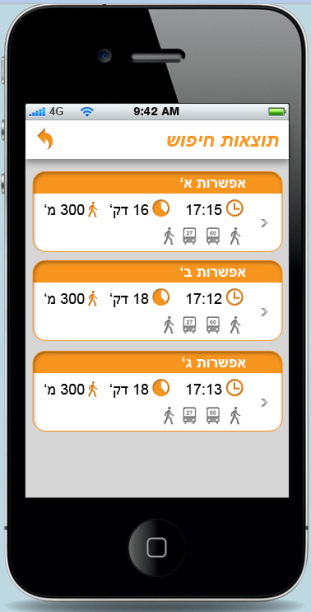 4G 9:42 AM
תוצאות חיפוש
אפשרות א'
17:15 16 דק' 300 מ'
60 27
אפשרות ב'
17:12 18 דק' 300 מ'
60 27
אפשרות ג'
17:13 18 דק' 300 מ'
60 27